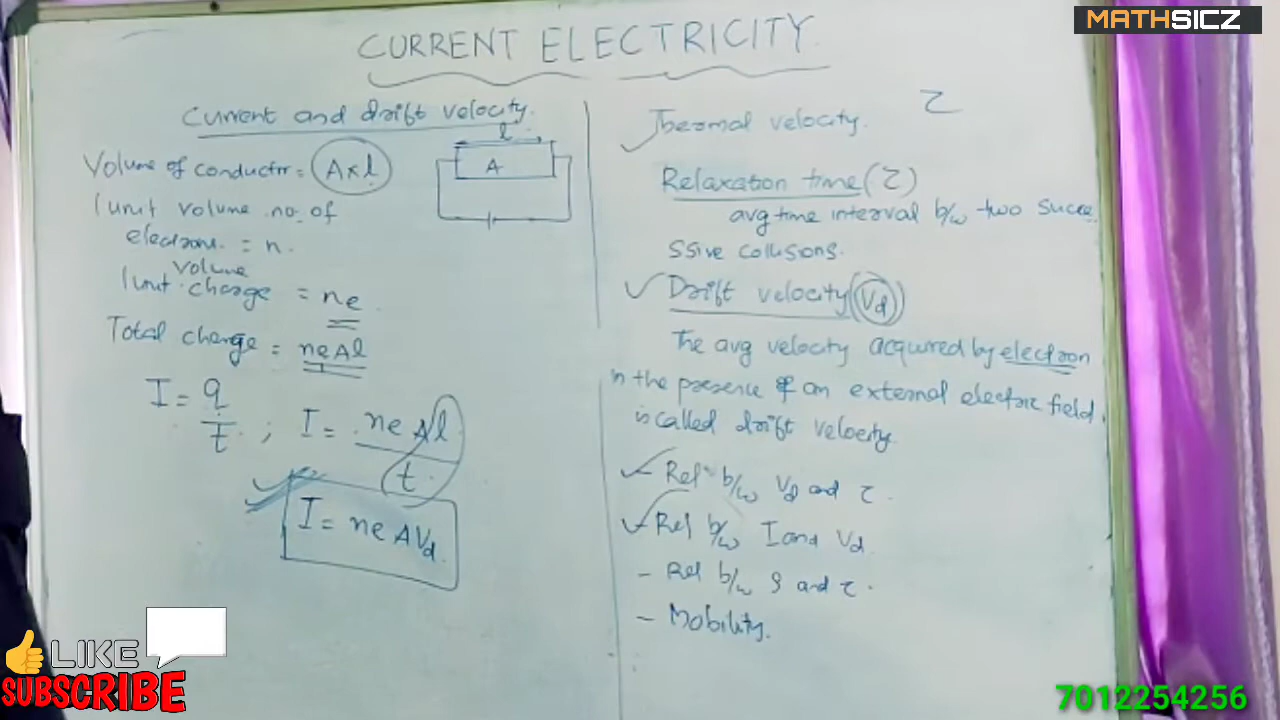 MATHSICZ
CURRENT ELECTRICITY
Current and drift velocity.
l
A
Volume of conductor = A x l
1 unit volume no. of
electrons = n.
volume
1 unit charge = ne
Total charge = neAl
I = q/t ; I = neAl/t
I = neAVd
τ
Thermal velocity.
Relaxation time (τ)
avg time interval b/w two succe
ssive collusions.
Drift velocity (Vd)
The avg velocity acquired by electron
in the presence of an external electric field.
is called drift velocity
Rel b/w Vd and τ.
Rel b/w I and Vd
- Rel b/w ρ and τ.
- Mobility.
LIKE
SUBSCRIBE
7012254256